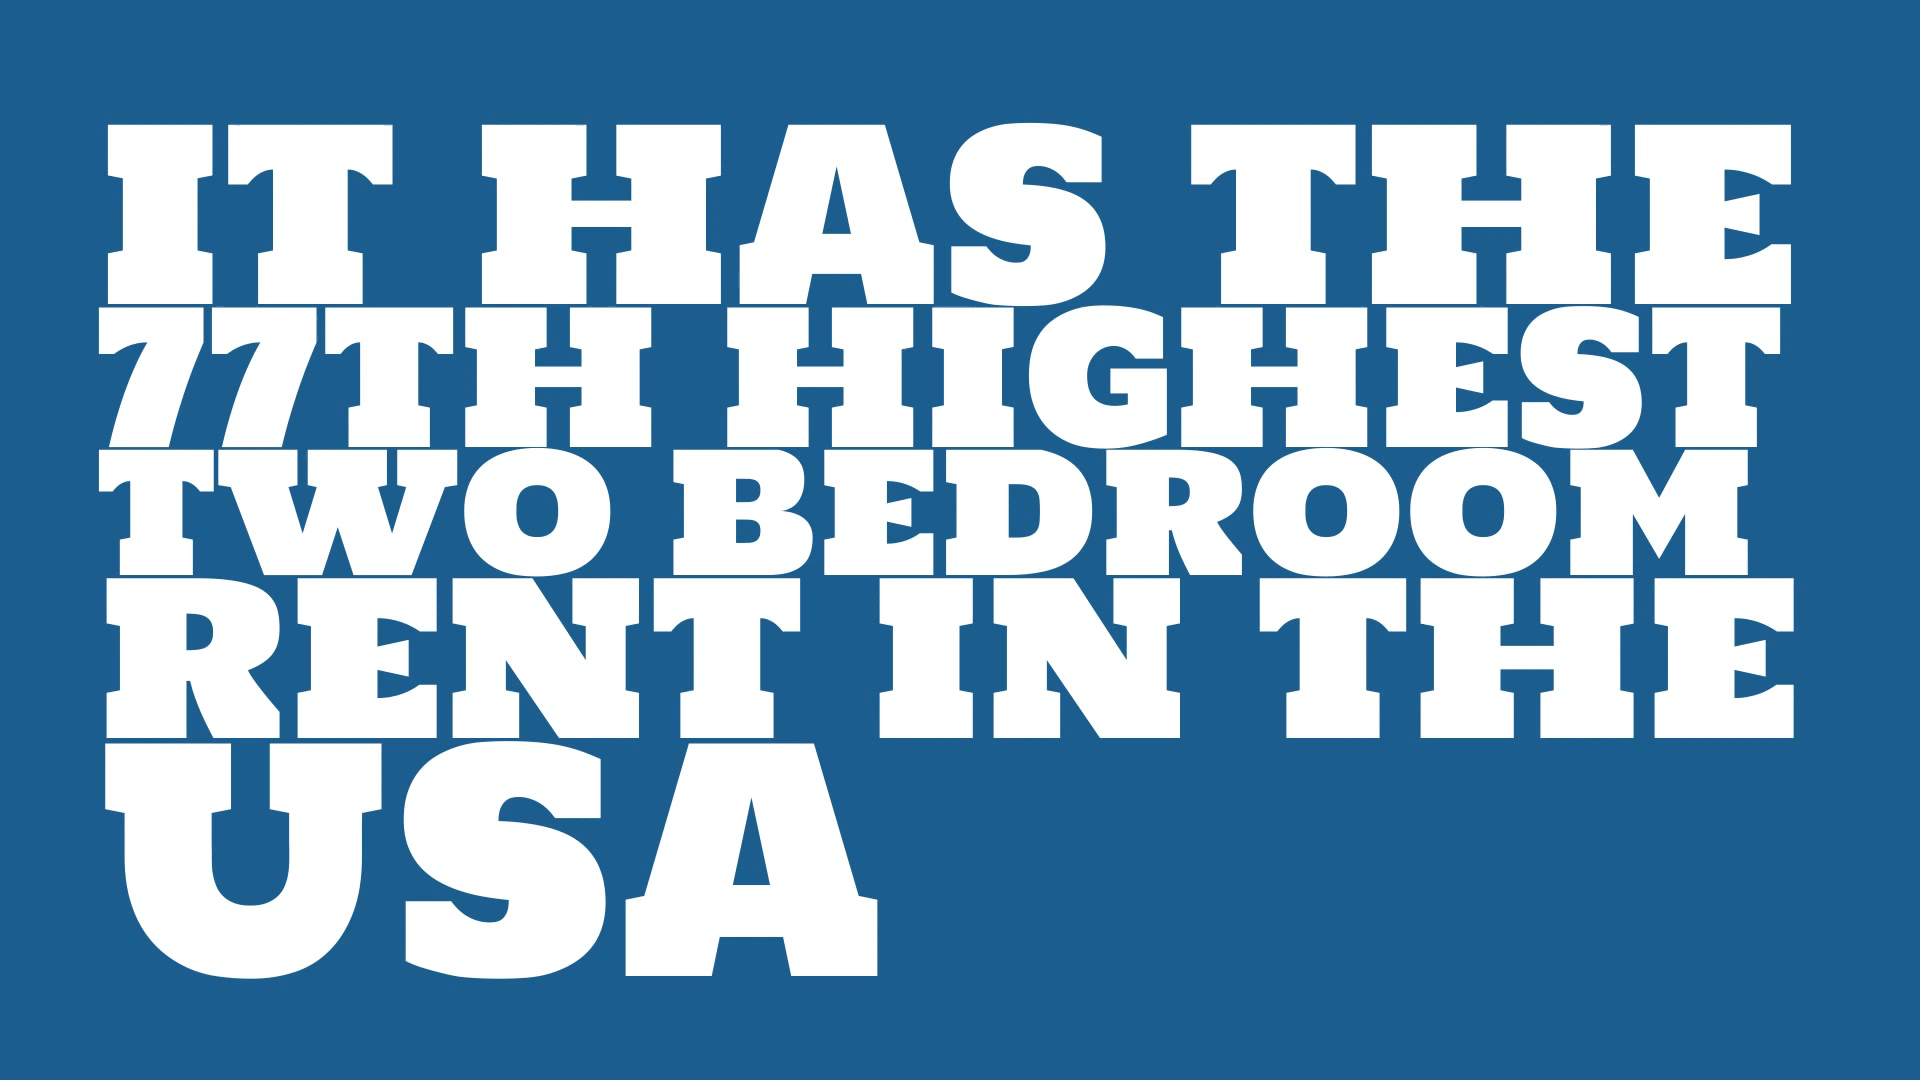 IT HAS THE
77TH HIGHEST
TWO BEDROOM
RENT IN THE
USA